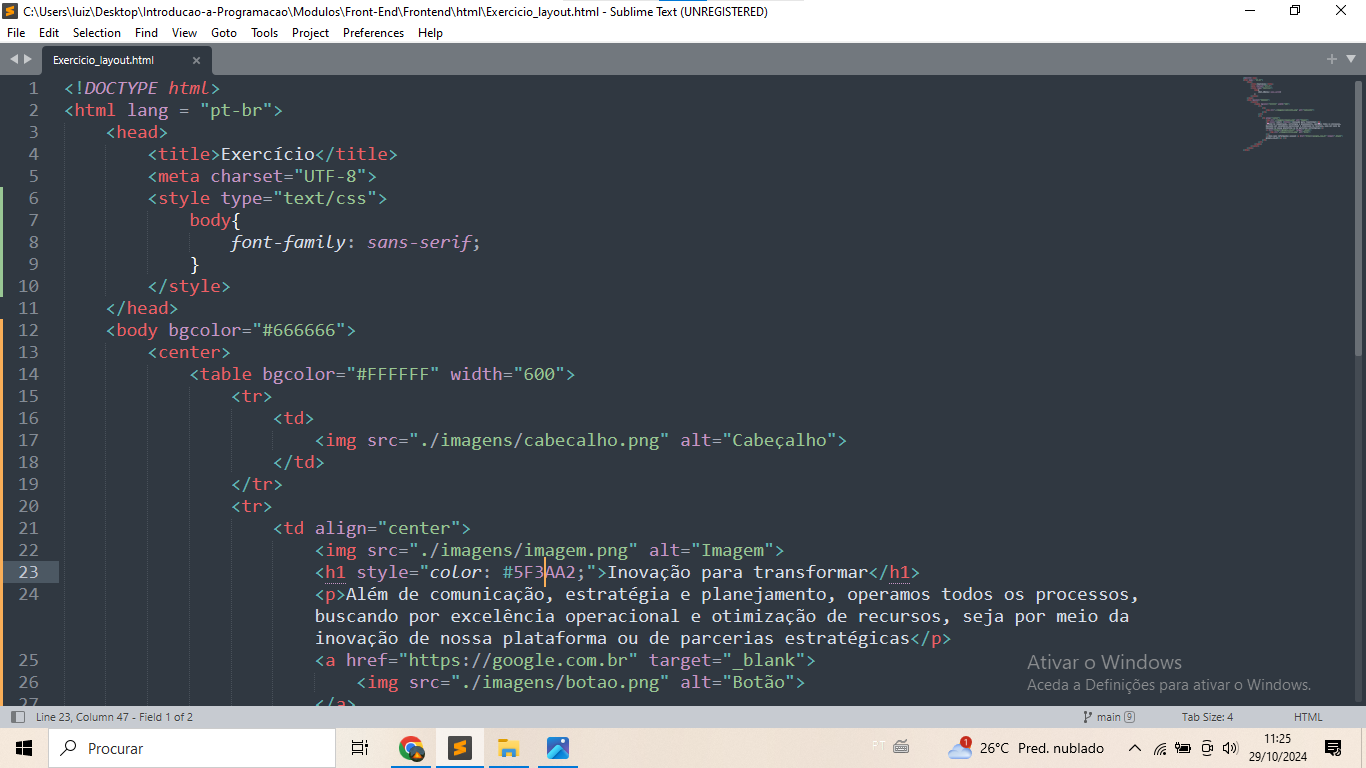 C:\Users\luiz\Desktop\Introducao-a-Programacao\Modulos\Front-End\Frontend\html\Exercicio_layout.html - Sublime Text (UNREGISTERED)
File Edit Selection Find View Goto Tools Project Preferences Help
Exercicio_layout.html
1 <!DOCTYPE html>
2 <html lang = "pt-br">
3 <head>
4 <title>Exercício</title>
5 <meta charset="UTF-8">
6 <style type="text/css">
7 body{
8 font-family: sans-serif;
9 }
10 </style>
11 </head>
12 <body bgcolor="#666666">
13 <center>
14 <table bgcolor="#FFFFFF" width="600">
15 <tr>
16 <td>
17 <img src="./imagens/cabecalho.png" alt="Cabeçalho">
18 </td>
19 </tr>
20 <tr>
21 <td align="center">
22 <img src="./imagens/imagem.png" alt="Imagem">
23 <h1 style="color: #5F3AA2;">Inovação para transformar</h1>
24 <p>Além de comunicação, estratégia e planejamento, operamos todos os processos,
buscando por excelência operacional e otimização de recursos, seja por meio da
inovação de nossa plataforma ou de parcerias estratégicas</p>
25 <a href="https://google.com.br" target="_blank">
26 <img src="./imagens/botao.png" alt="Botão">
27 </a>
Ativar o Windows
Aceda a Definições para ativar o Windows.
Line 23, Column 47 - Field 1 of 2 main 9 Tab Size: 4 HTML
Procurar
PT
1
26°C Pred. nublado
11:25
29/10/2024